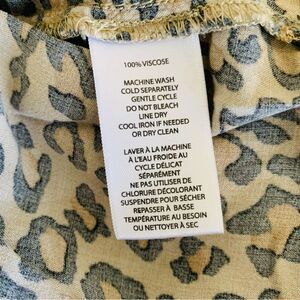 100% VISCOSE
MACHINE WASH
COLD SEPARATELY
GENTLE CYCLE
DO NOT BLEACH
LINE DRY
COOL IRON IF NEEDED
OR DRY CLEAN
LAVER À LA MACHINE
À L'EAU FROIDE AU
CYCLE DÉLICAT
SÉPARÉMENT
NE PAS UTILISER DE
CHLORURE DÉCOLORANT
SUSPENDRE POUR SÉCHER
REPASSER À BASSE
TEMPÉRATURE AU BESOIN
OU NETTOYER À SEC